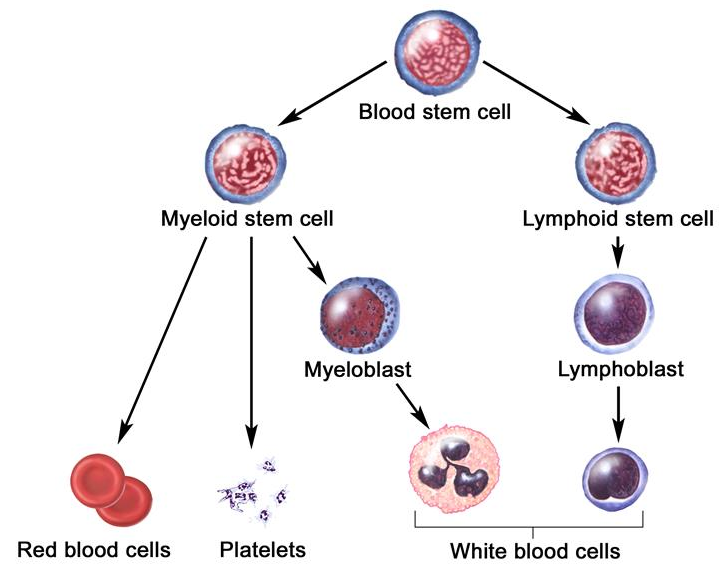 Blood stem cell
Myeloid stem cell
Lymphoid stem cell
Myeloblast
Lymphoblast
Red blood cells
Platelets
White blood cells